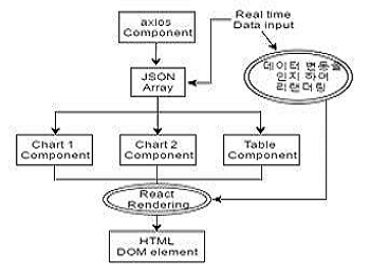 axios
Component
Real time
Data input
JSON
Array
데이터 변동을
인지 하여
리랜더링
Chart 1
Component
Chart 2
Component
Table
Component
React
Rendering
HTML
DOM element